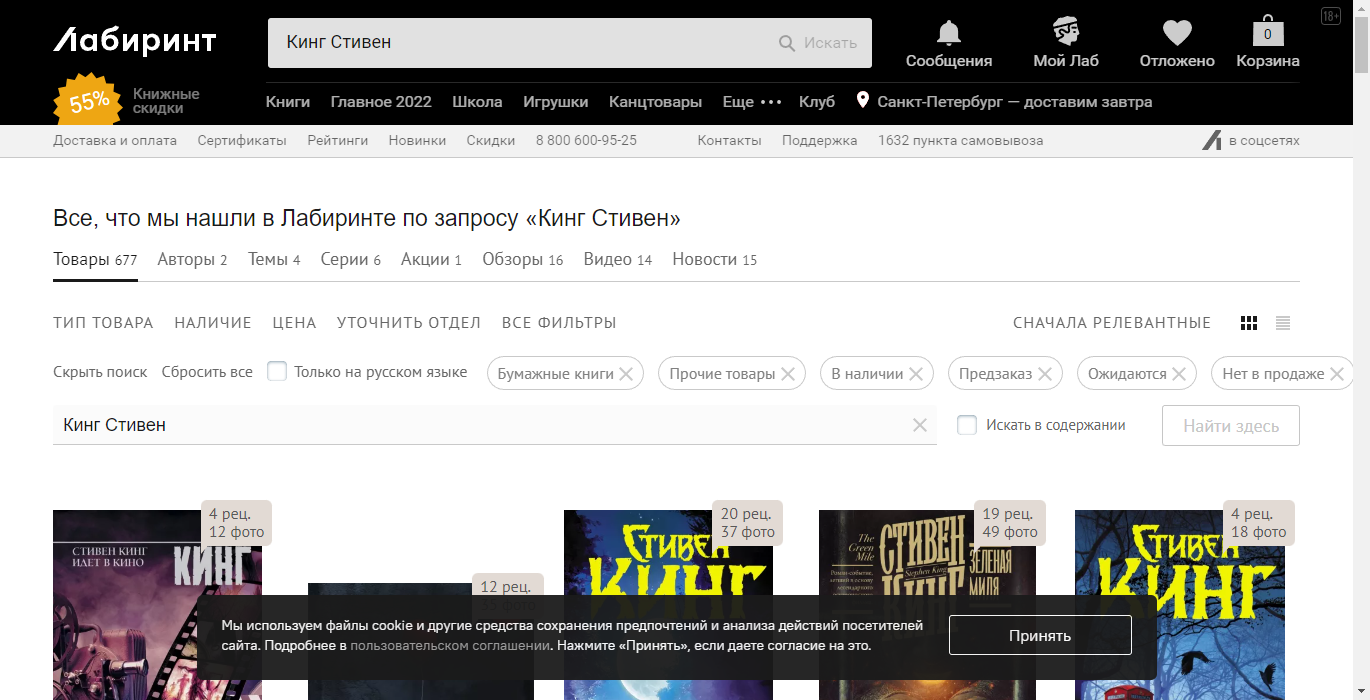 18+
Лабиринт
Кинг Стивен
Искать
Сообщения
Мой Лаб
Отложено
0
Корзина
55%
Книжные
скидки
Книги Главное 2022 Школа Игрушки Канцтовары Еще ••• Клуб Санкт-Петербург — доставим завтра
Доставка и оплата Сертификаты Рейтинги Новинки Скидки 8 800 600-95-25 Контакты Поддержка 1632 пункта самовывоза в соцсетях
Все, что мы нашли в Лабиринте по запросу «Кинг Стивен»
Товары 677 Авторы 2 Темы 4 Серии 6 Акции 1 Обзоры 16 Видео 14 Новости 15
ТИП ТОВАРА НАЛИЧИЕ ЦЕНА УТОЧНИТЬ ОТДЕЛ ВСЕ ФИЛЬТРЫ СНАЧАЛА РЕЛЕВАНТНЫЕ
Скрыть поиск Сбросить все Только на русском языке Бумажные книги Прочие товары В наличии Предзаказ Ожидаются Нет в продаже
Кинг Стивен
Искать в содержании
Найти здесь
4 рец.
12 фото
СТИВЕН КИНГ
ИДЕТ В КИНО
КИНГ
12 рец.
20 рец.
37 фото
СТИВЕН
КИНГ
19 рец.
49 фото
The
Green
Mile
СТИВЕН
Stephen King
КИНГ
ЗЕЛЕНАЯ
МИЛЯ
4 рец.
18 фото
СТИВЕН
КИНГ
Мы используем файлы cookie и другие средства сохранения предпочтений и анализа действий посетителей
сайта. Подробнее в пользовательском соглашении. Нажмите «Принять», если даете согласие на это.
Принять